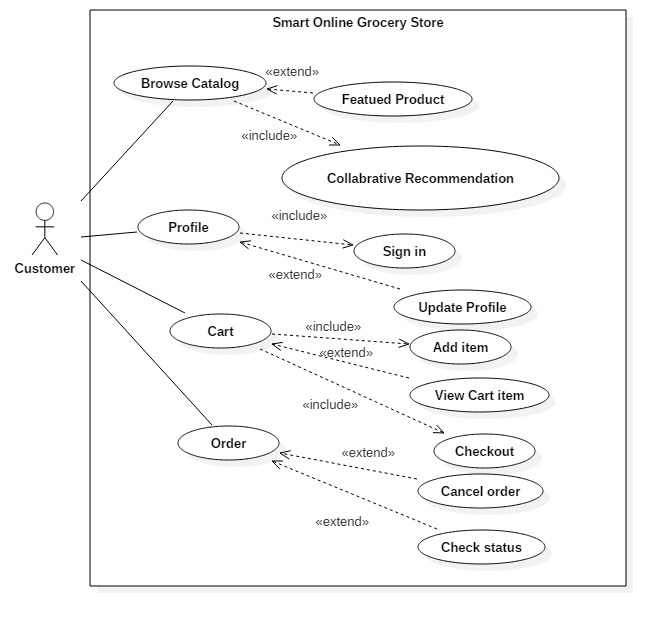 Smart Online Grocery Store
Browse Catalog
«extend»
Featued Product
«include»
Collabrative Recommendation
Customer
Profile
«include»
Sign in
«extend»
Update Profile
Cart
«include»
Add item
«extend»
View Cart item
«include»
Checkout
Order
«extend»
Cancel order
«extend»
Check status